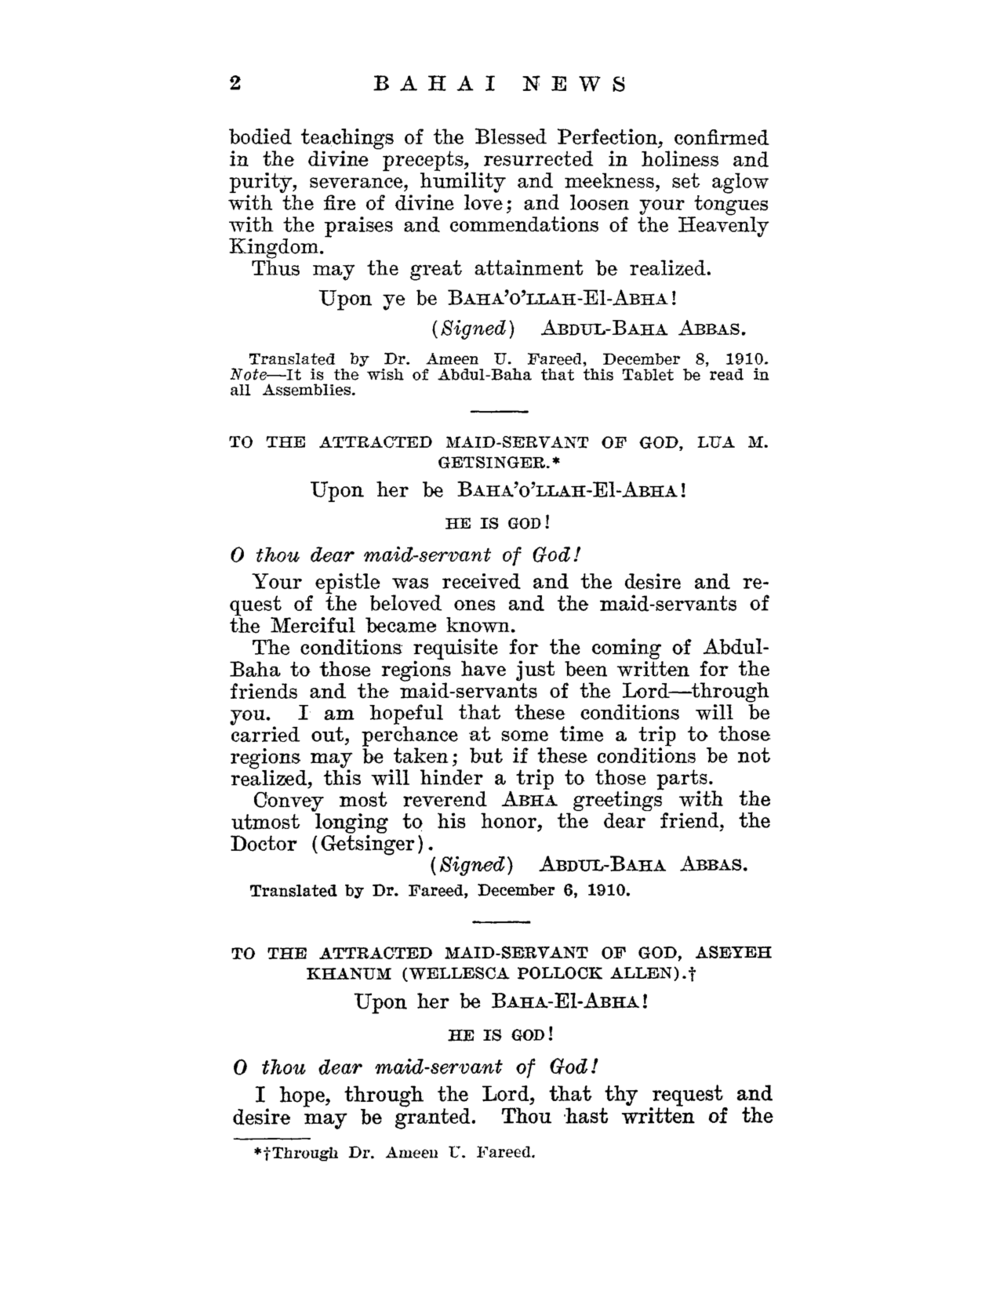 2 BAHAI NEWS
bodied teachings of the Blessed Perfection, confirmed
in the divine precepts, resurrected in holiness and
purity, severance, humility and meekness, set aglow
with the fire of divine love; and loosen your tongues
with the praises and commendations of the Heavenly
Kingdom.
Thus may the great attainment be realized.
Upon ye be BAHA'O'LLAH-El-ABHA!
(Signed) ABDUL-BAHA ABBAS.
Translated by Dr. Ameen U. Fareed, December 8, 1910.
Note—It is the wish of Abdul-Baha that this Tablet be read in
all Assemblies.
TO THE ATTRACTED MAID-SERVANT OF GOD, LUA M.
GETSINGER.*
Upon her be BAHA'O'LLAH-El-ABHA!
HE IS GOD!
O thou dear maid-servant of God!
Your epistle was received and the desire and re-
quest of the beloved ones and the maid-servants of
the Merciful became known.
The conditions requisite for the coming of Abdul-
Baha to those regions have just been written for the
friends and the maid-servants of the Lord—through
you. I am hopeful that these conditions will be
carried out, perchance at some time a trip to those
regions may be taken; but if these conditions be not
realized, this will hinder a trip to those parts.
Convey most reverend ABHA greetings with the
utmost longing to his honor, the dear friend, the
Doctor (Getsinger).
(Signed) ABDUL-BAHA ABBAS.
Translated by Dr. Fareed, December 6, 1910.
TO THE ATTRACTED MAID-SERVANT OF GOD, ASEYEH
KHANUM (WELLESCA POLLOCK ALLEN).†
Upon her be BAHA-El-ABHA!
HE IS GOD!
O thou dear maid-servant of God!
I hope, through the Lord, that thy request and
desire may be granted. Thou hast written of the
*†Through Dr. Ameen U. Fareed.